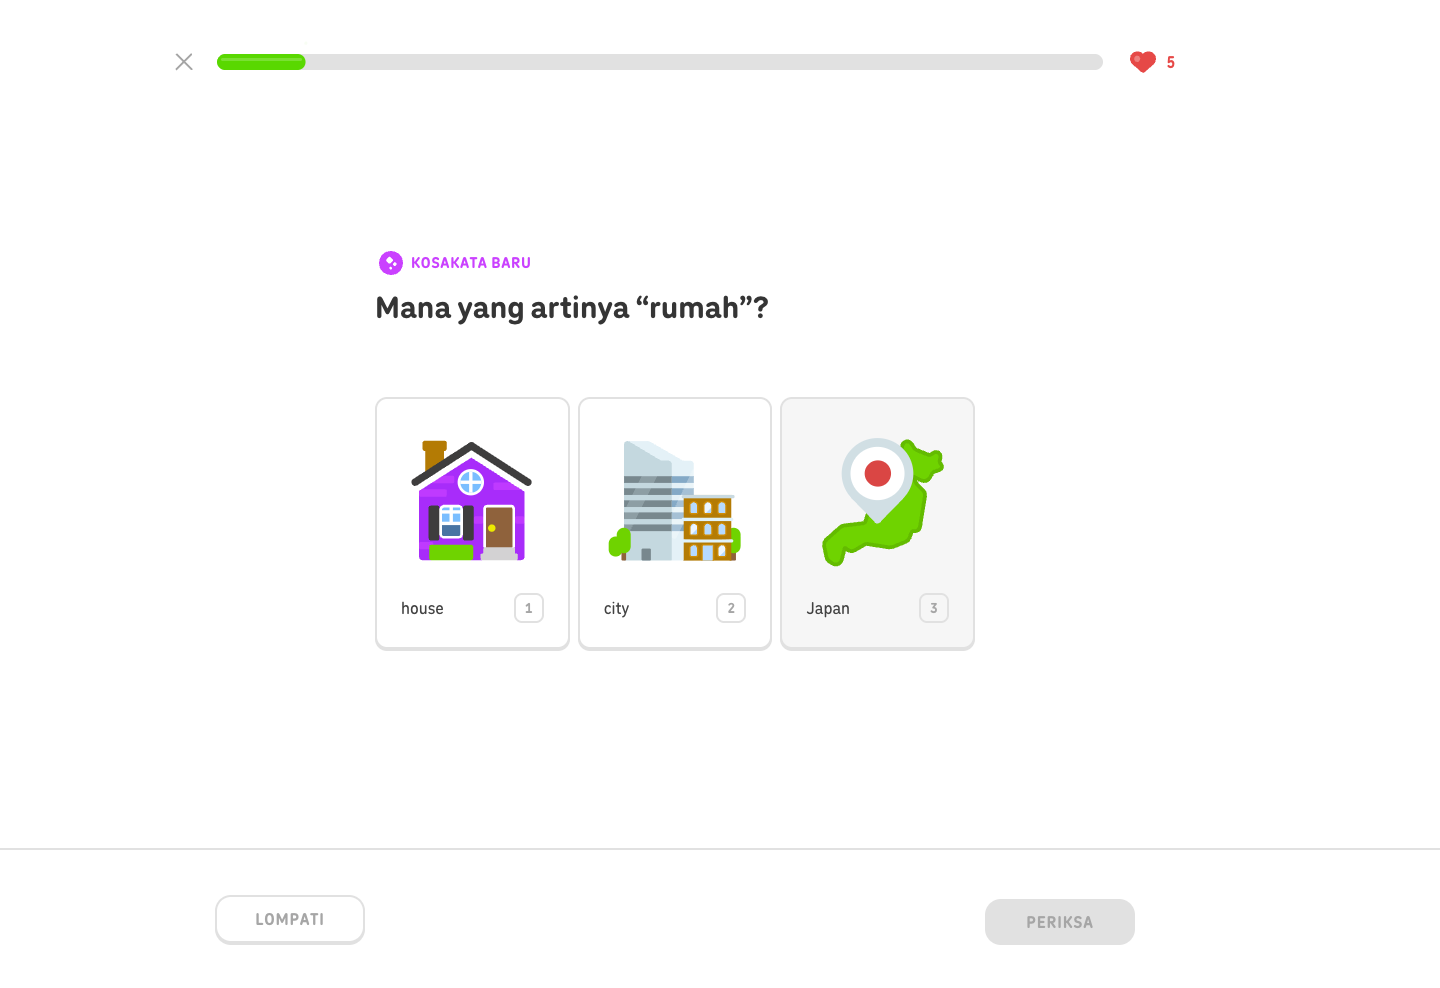 5
KOSAKATA BARU
Mana yang artinya “rumah”?
house 1
city 2
Japan 3
LOMPATI
PERIKSA